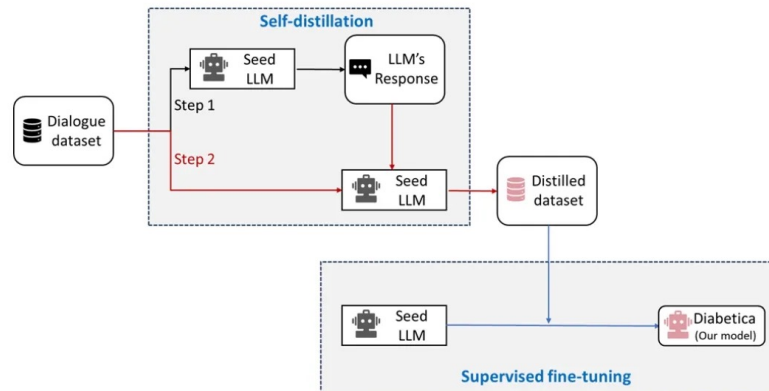 Self-distillation
Seed
LLM
LLM's
Response
Step 1
Dialogue
dataset
Step 2
Seed
LLM
Distilled
dataset
Seed
LLM
Diabetica
(Our model)
Supervised fine-tuning